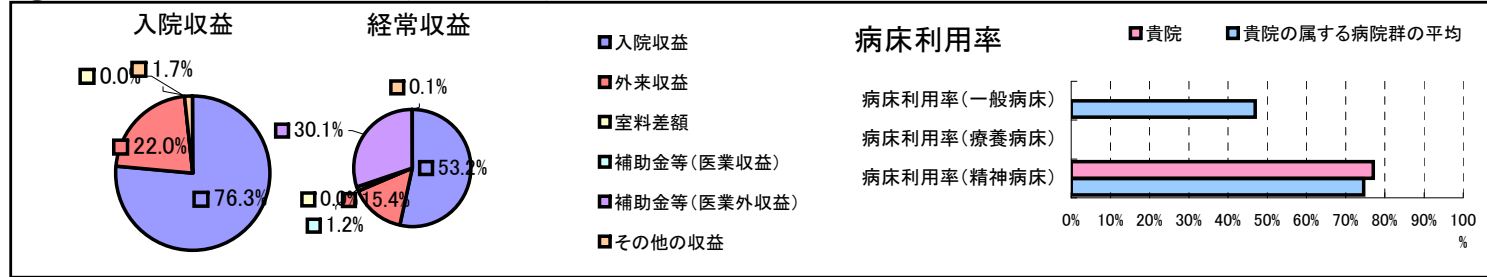 入院収益
0.0%
1.7%
22.0%
76.3%
経常収益
0.1%
30.1%
53.2%
0.0%
15.4%
1.2%
入院収益
外来収益
室料差額
補助金等(医業収益)
補助金等(医業外収益)
その他の収益
病床利用率
貴院
貴院の属する病院群の平均
病床利用率(一般病床)
病床利用率(療養病床)
病床利用率(精神病床)
0% 10% 20% 30% 40% 50% 60% 70% 80% 90% 100
%